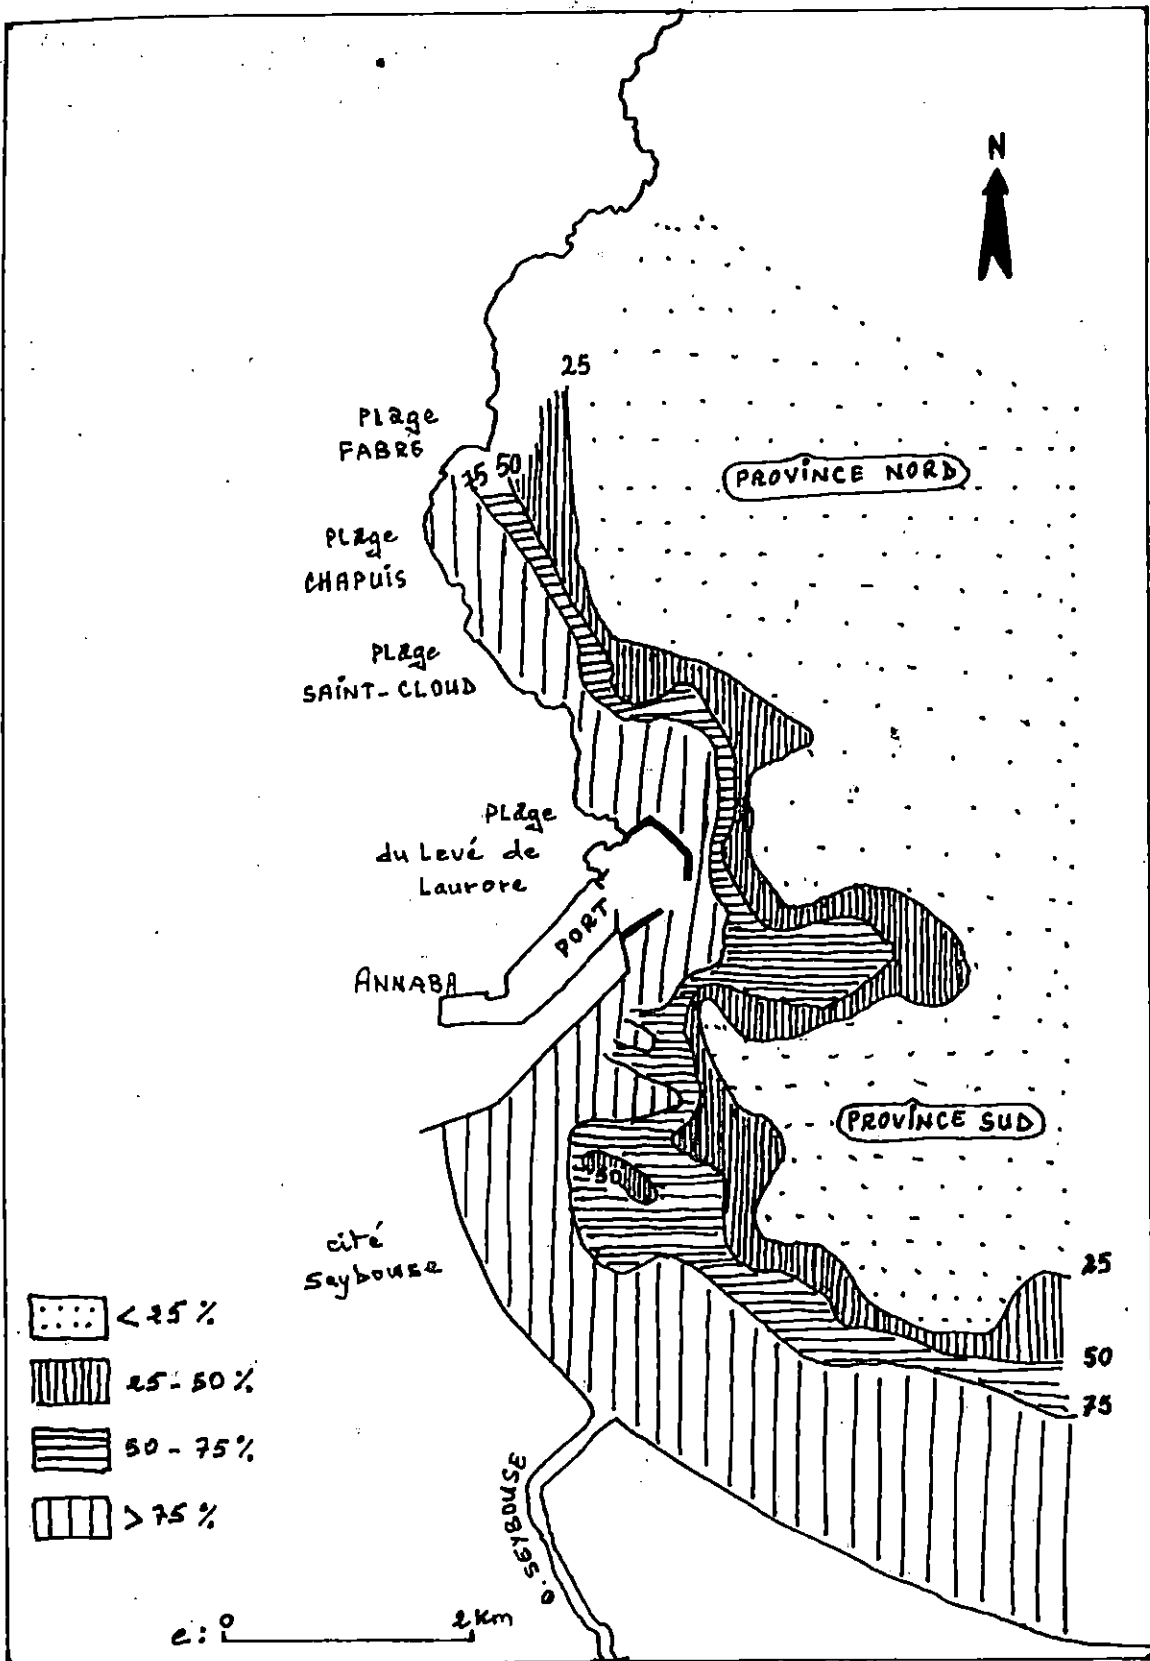 N
25
PLage
FABRE
75 50
PROVINCE NORD
PLage
CHAPUIS
PLage
SAINT-CLOUD
PLage
du Levé de
Laurore
PORT
ANNABA
PROVINCE SUD
50
cité
Seybouse
25
50
75
< 25 %
25 - 50 %
50 - 75 %
> 75 %
O. SEYBOUSE
e: 0 2 Km